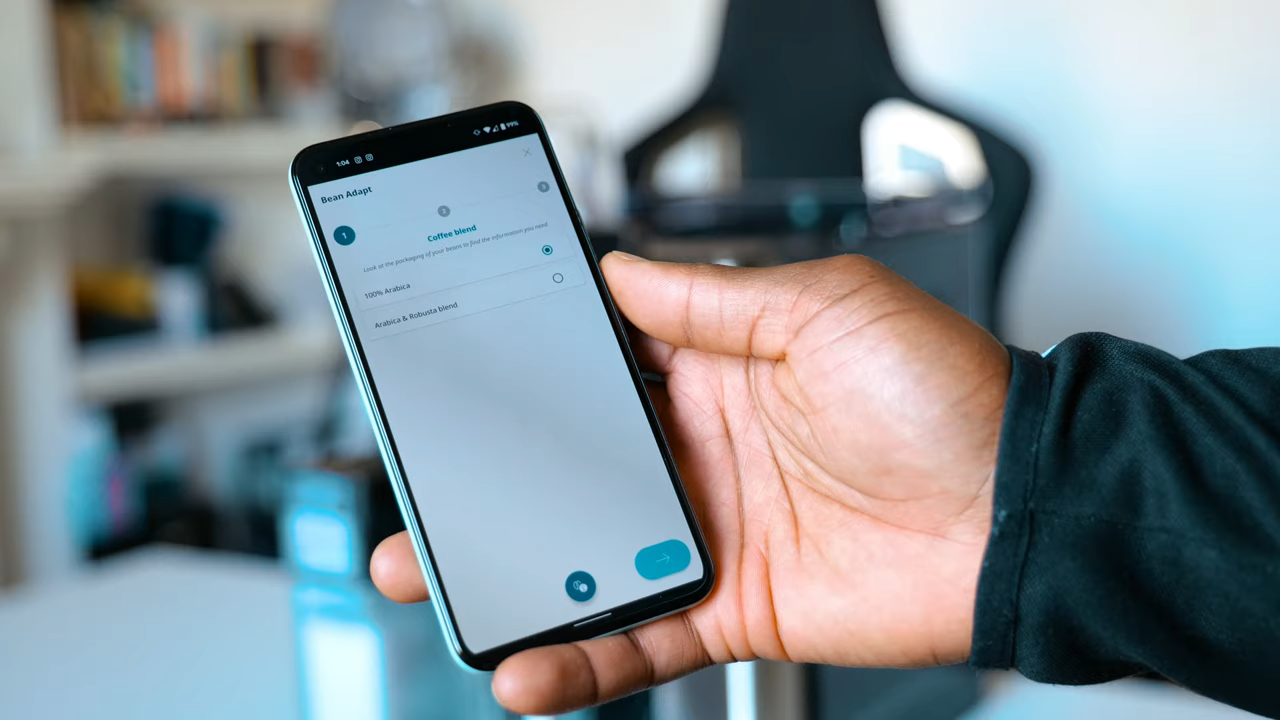 1:04
99%
Bean Adapt
1
Coffee blend
Look at the packaging of your beans to find the information you need
100% Arabica
Arabica & Robusta blend